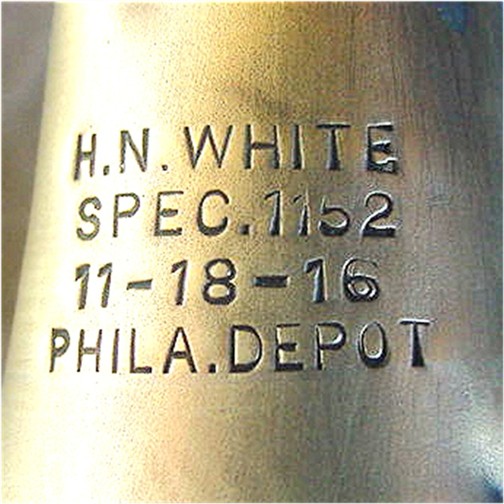 H.N. WHITE
SPEC. 1152
11-18-16
PHILA. DEPOT